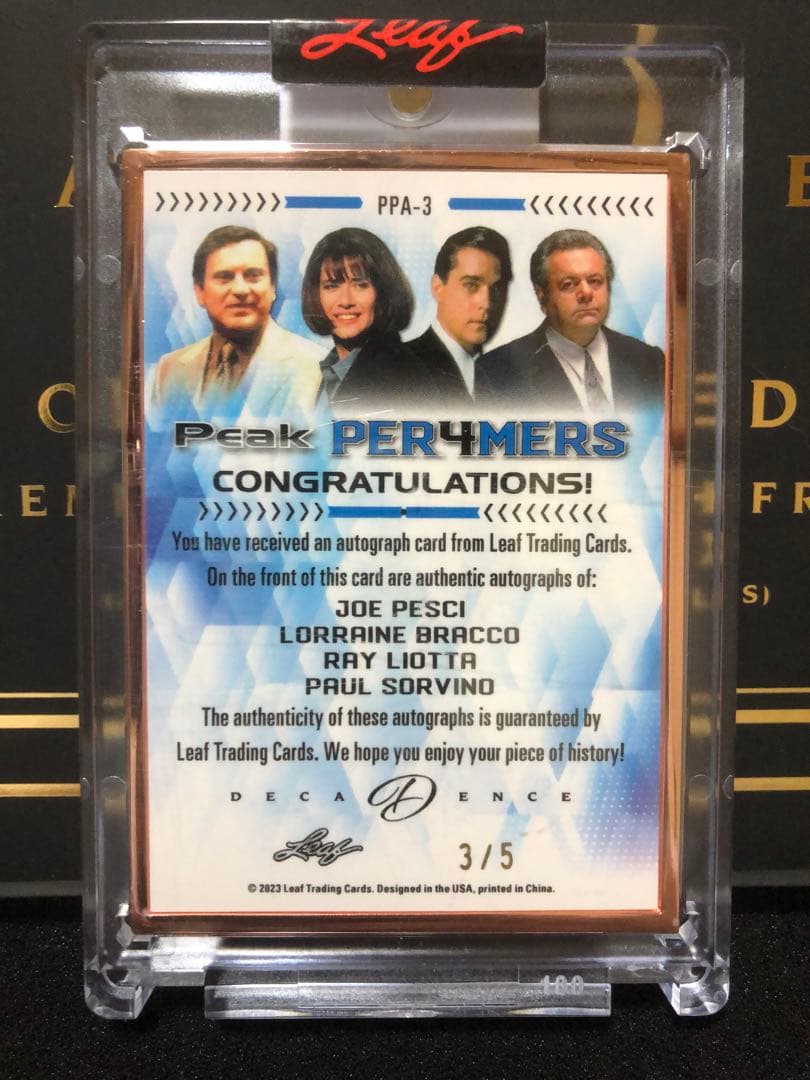 Leaf
PPA-3
Peak PER4MERS
CONGRATULATIONS!
You have received an autograph card from Leaf Trading Cards.
On the front of this card are authentic autographs of:
JOE PESCI
LORRAINE BRACCO
RAY LIOTTA
PAUL SORVINO
The authenticity of these autographs is guaranteed by
Leaf Trading Cards. We hope you enjoy your piece of history!
DECADENCE
Leaf
3/5
© 2023 Leaf Trading Cards. Designed in the USA, printed in China.